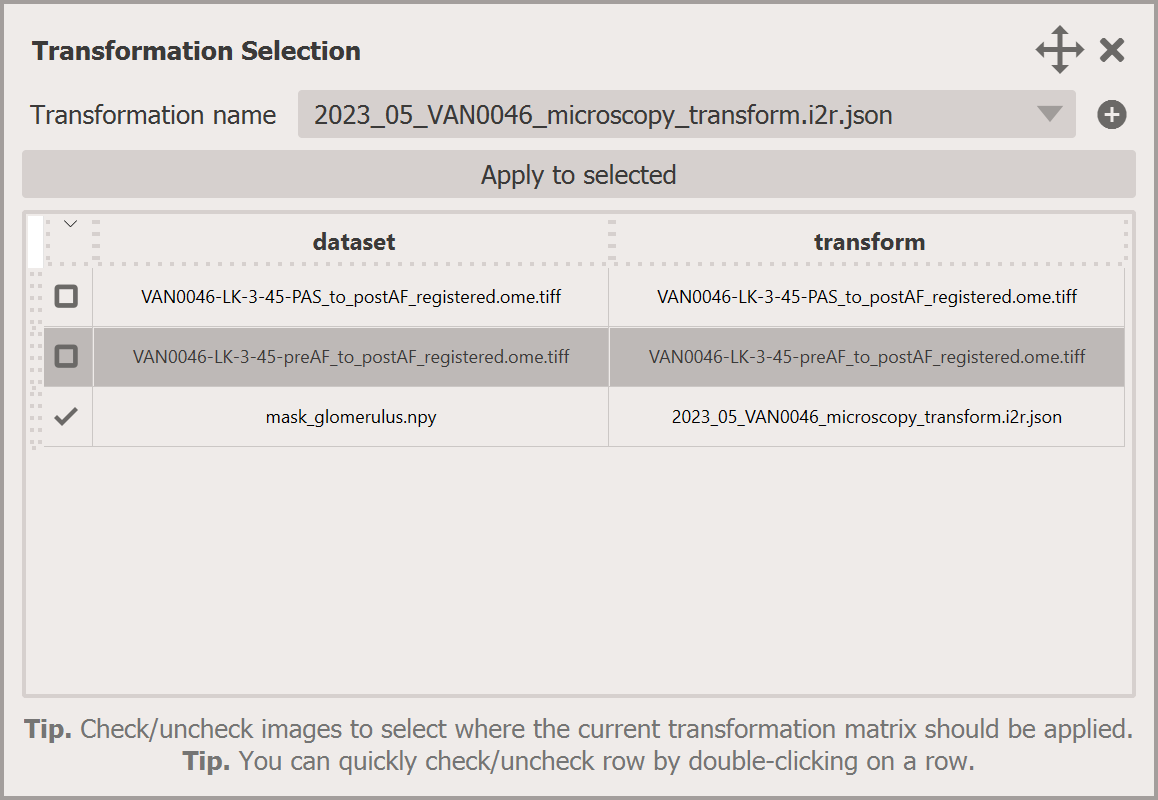 Transformation Selection
Transformation name 2023_05_VAN0046_microscopy_transform.i2r.json
Apply to selected
dataset transform
VAN0046-LK-3-45-PAS_to_postAF_registered.ome.tiff VAN0046-LK-3-45-PAS_to_postAF_registered.ome.tiff
VAN0046-LK-3-45-preAF_to_postAF_registered.ome.tiff VAN0046-LK-3-45-preAF_to_postAF_registered.ome.tiff
mask_glomerulus.npy 2023_05_VAN0046_microscopy_transform.i2r.json
Tip. Check/uncheck images to select where the current transformation matrix should be applied.
Tip. You can quickly check/uncheck row by double-clicking on a row.